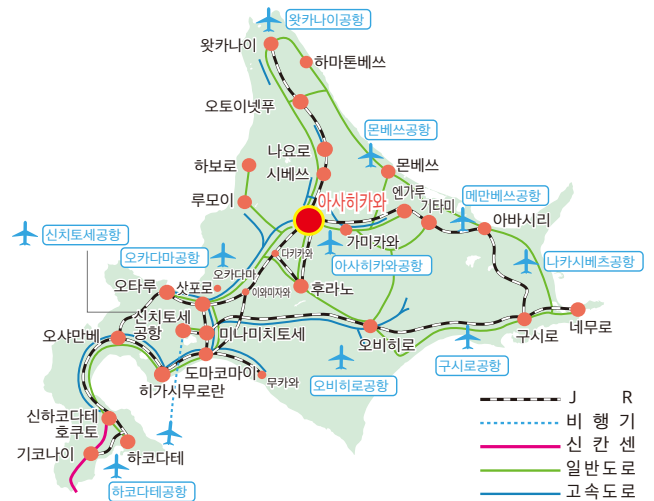 왓카나이공항
왓카나이
하마톤베쓰
오토이넷푸
몬베쓰공항
나요로
하보로
시베쓰
몬베쓰
루모이
아사히카와
엔가루
기타미
메만베쓰공항
아바시리
신치토세공항
오카다마공항
가미카와
다키카와
아사히카와공항
나카시베츠공항
오카다마
오타루
삿포로
이와미자와
후라노
신치토세
공항
오샤만베
미나미치토세
오비히로
구시로
네무로
도마코마이
무카와
히가시무로란
오비히로공항
구시로공항
신하코다테
호쿠토
기코나이
하코다테
하코다테공항
J R
비 행 기
신 칸 센
일반도로
고속도로